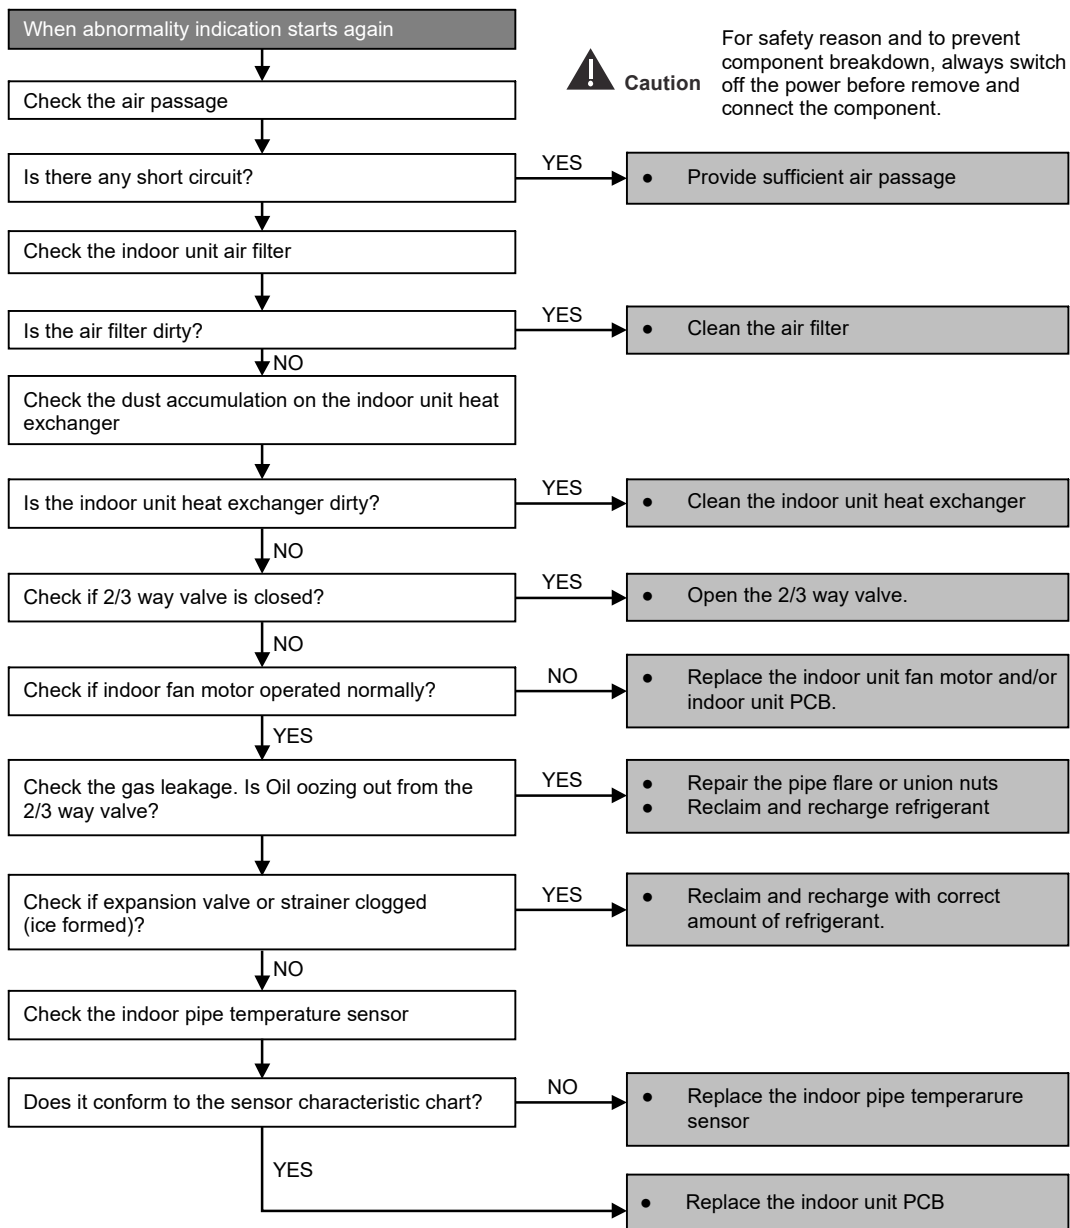 When abnormality indication starts again
For safety reason and to prevent
component breakdown, always switch
Caution off the power before remove and
connect the component.
Check the air passage
Is there any short circuit?
YES
● Provide sufficient air passage
Check the indoor unit air filter
Is the air filter dirty?
YES
● Clean the air filter
NO
Check the dust accumulation on the indoor unit heat
exchanger
Is the indoor unit heat exchanger dirty?
YES
● Clean the indoor unit heat exchanger
NO
Check if 2/3 way valve is closed?
YES
● Open the 2/3 way valve.
NO
Check if indoor fan motor operated normally?
NO
● Replace the indoor unit fan motor and/or
indoor unit PCB.
YES
Check the gas leakage. Is Oil oozing out from the
2/3 way valve?
YES
● Repair the pipe flare or union nuts
● Reclaim and recharge refrigerant
Check if expansion valve or strainer clogged
(ice formed)?
YES
● Reclaim and recharge with correct
amount of refrigerant.
NO
Check the indoor pipe temperature sensor
Does it conform to the sensor characteristic chart?
NO
● Replace the indoor pipe temperarure
sensor
YES
● Replace the indoor unit PCB